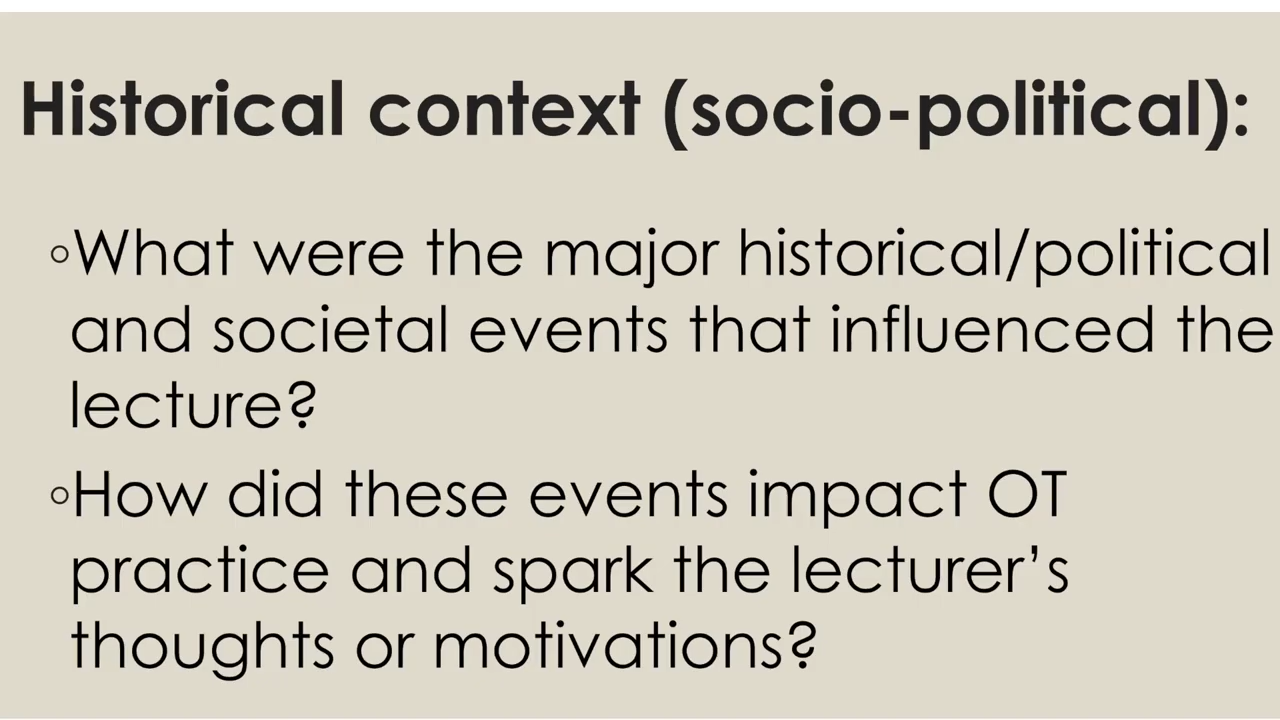 Historical context (socio-political):
◦What were the major historical/political
and societal events that influenced the
lecture?
◦How did these events impact OT
practice and spark the lecturer’s
thoughts or motivations?